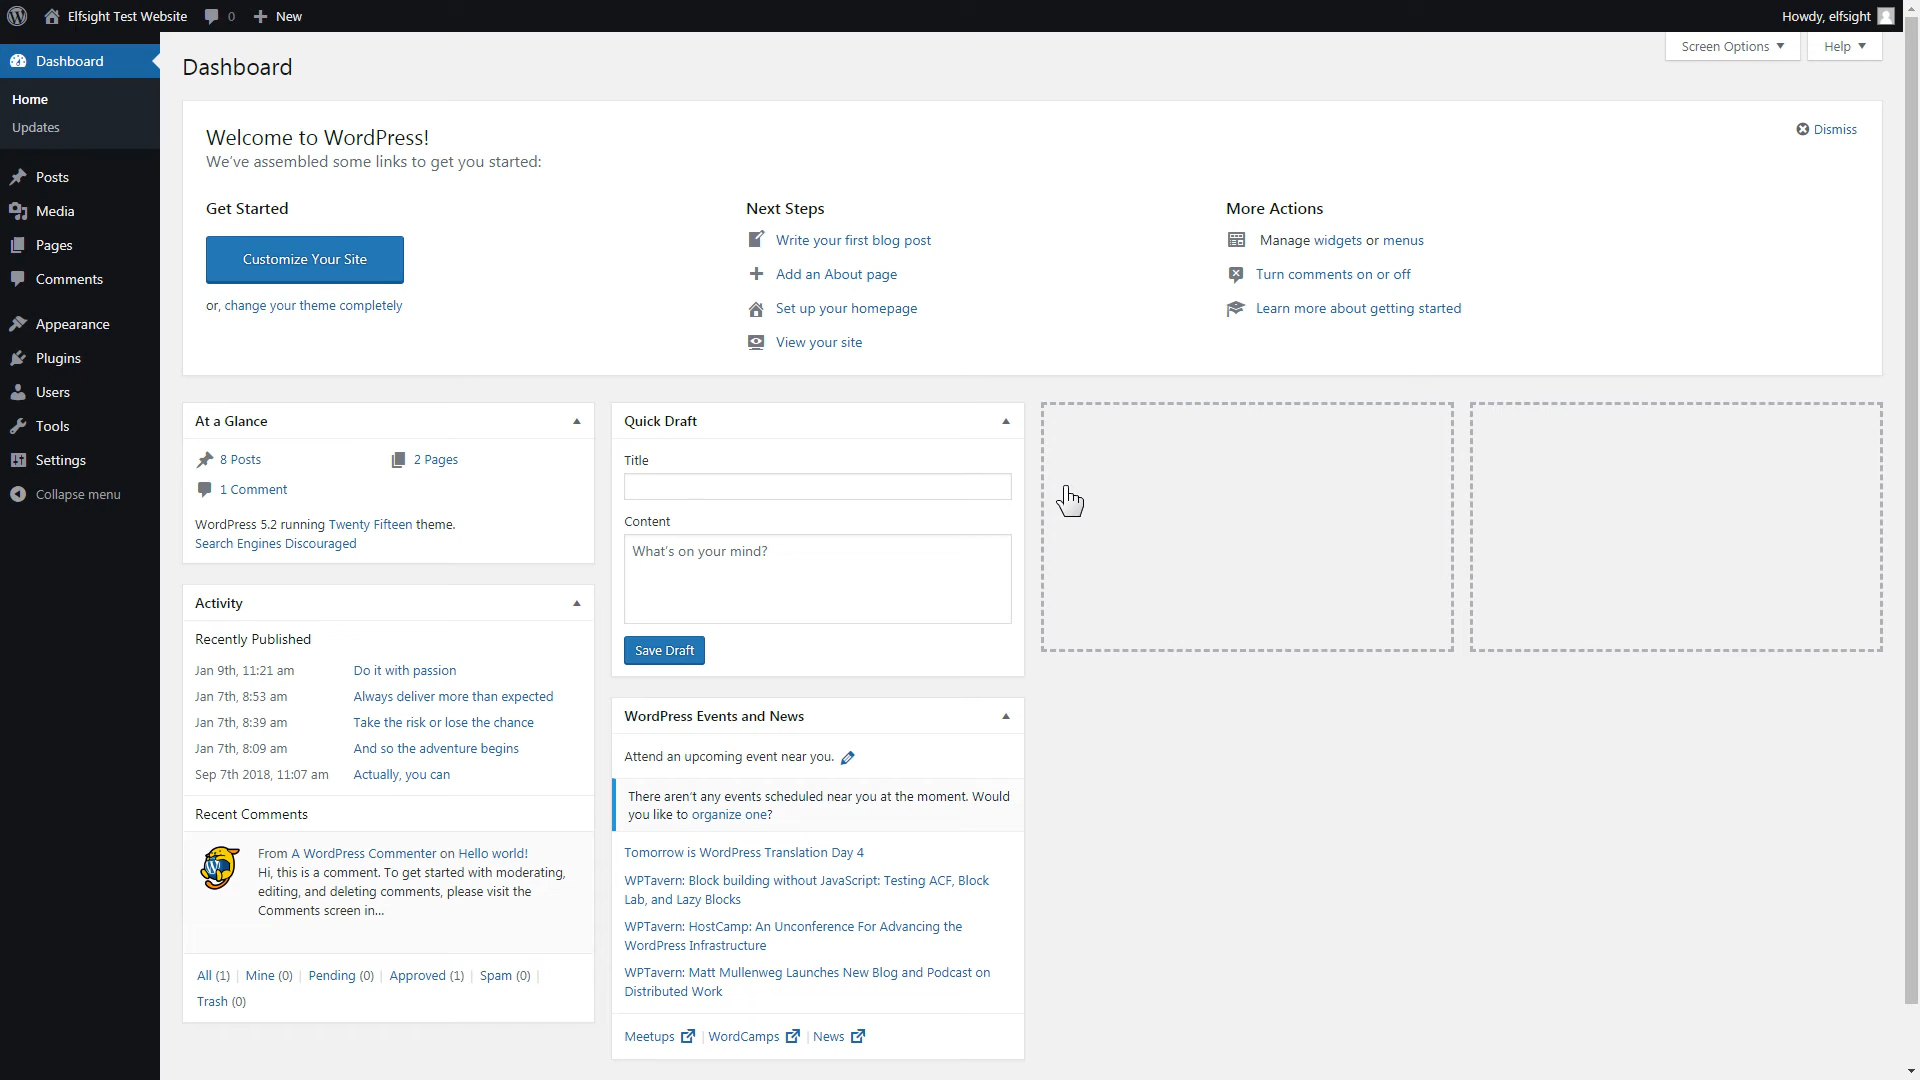 Elfsight Test Website 0 New Howdy, elfsight
Screen Options Help
Dashboard
Home
Updates
Posts
Media
Pages
Comments
Appearance
Plugins
Users
Tools
Settings
Collapse menu
Dashboard
Welcome to WordPress!
We've assembled some links to get you started:
Dismiss
Get Started
Customize Your Site
or, change your theme completely
Next Steps
Write your first blog post
Add an About page
Set up your homepage
View your site
More Actions
Manage widgets or menus
Turn comments on or off
Learn more about getting started
At a Glance
8 Posts 2 Pages
1 Comment
WordPress 5.2 running Twenty Fifteen theme.
Search Engines Discouraged
Activity
Recently Published
Jan 9th, 11:21 am Do it with passion
Jan 7th, 8:53 am Always deliver more than expected
Jan 7th, 8:39 am Take the risk or lose the chance
Jan 7th, 8:09 am And so the adventure begins
Sep 7th 2018, 11:07 am Actually, you can
Recent Comments
From A WordPress Commenter on Hello world!
Hi, this is a comment. To get started with moderating,
editing, and deleting comments, please visit the
Comments screen in...
All (1) | Mine (0) | Pending (0) | Approved (1) | Spam (0) |
Trash (0)
Quick Draft
Title
Content
What's on your mind?
Save Draft
WordPress Events and News
Attend an upcoming event near you.
There aren't any events scheduled near you at the moment. Would
you like to organize one?
Tomorrow is WordPress Translation Day 4
WPTavern: Block building without JavaScript: Testing ACF, Block
Lab, and Lazy Blocks
WPTavern: HostCamp: An Unconference For Advancing the
WordPress Infrastructure
WPTavern: Matt Mullenweg Launches New Blog and Podcast on
Distributed Work
Meetups | WordCamps | News